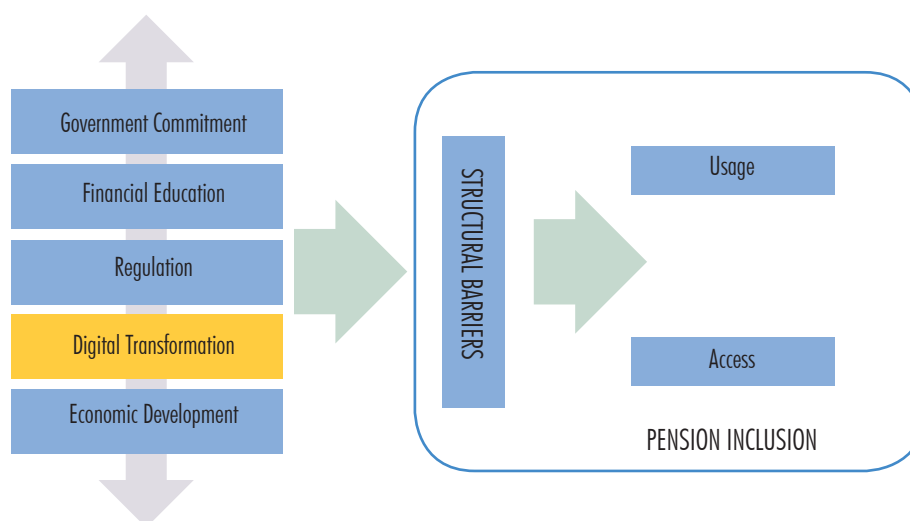 Government Commitment
Financial Education
Regulation
Digital Transformation
Economic Development
STRUCTURAL BARRIERS
Usage
Access
PENSION INCLUSION